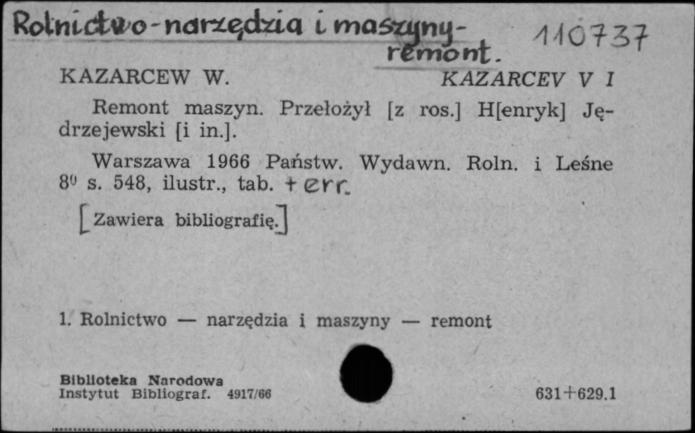 Rolnictwo-narzędzia i maszyny-
remont.
110737
KAZARCEW W. KAZARCEV V I
Remont maszyn. Przełożył [z ros.] H[enryk] Ję-
drzejewski [i in.].
Warszawa 1966 Państw. Wydawn. Roln. i Leśne
8⁰ s. 548, ilustr., tab. + err.
[Zawiera bibliografię.]
1. Rolnictwo — narzędzia i maszyny — remont
Biblioteka Narodowa
Instytut Bibliograf. 4917/66 631+629.1